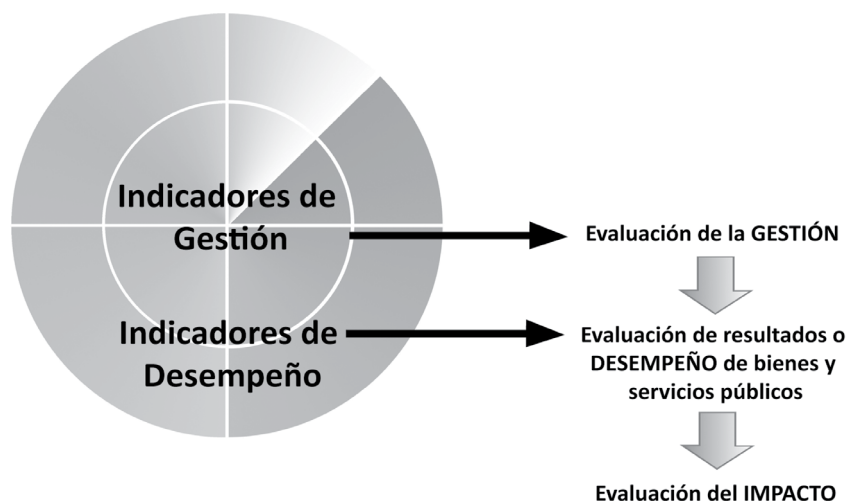 Indicadores de
Gestión
Evaluación de la GESTIÓN
Indicadores de
Desempeño
Evaluación de resultados o
DESEMPEÑO de bienes y
servicios públicos
Evaluación del IMPACTO